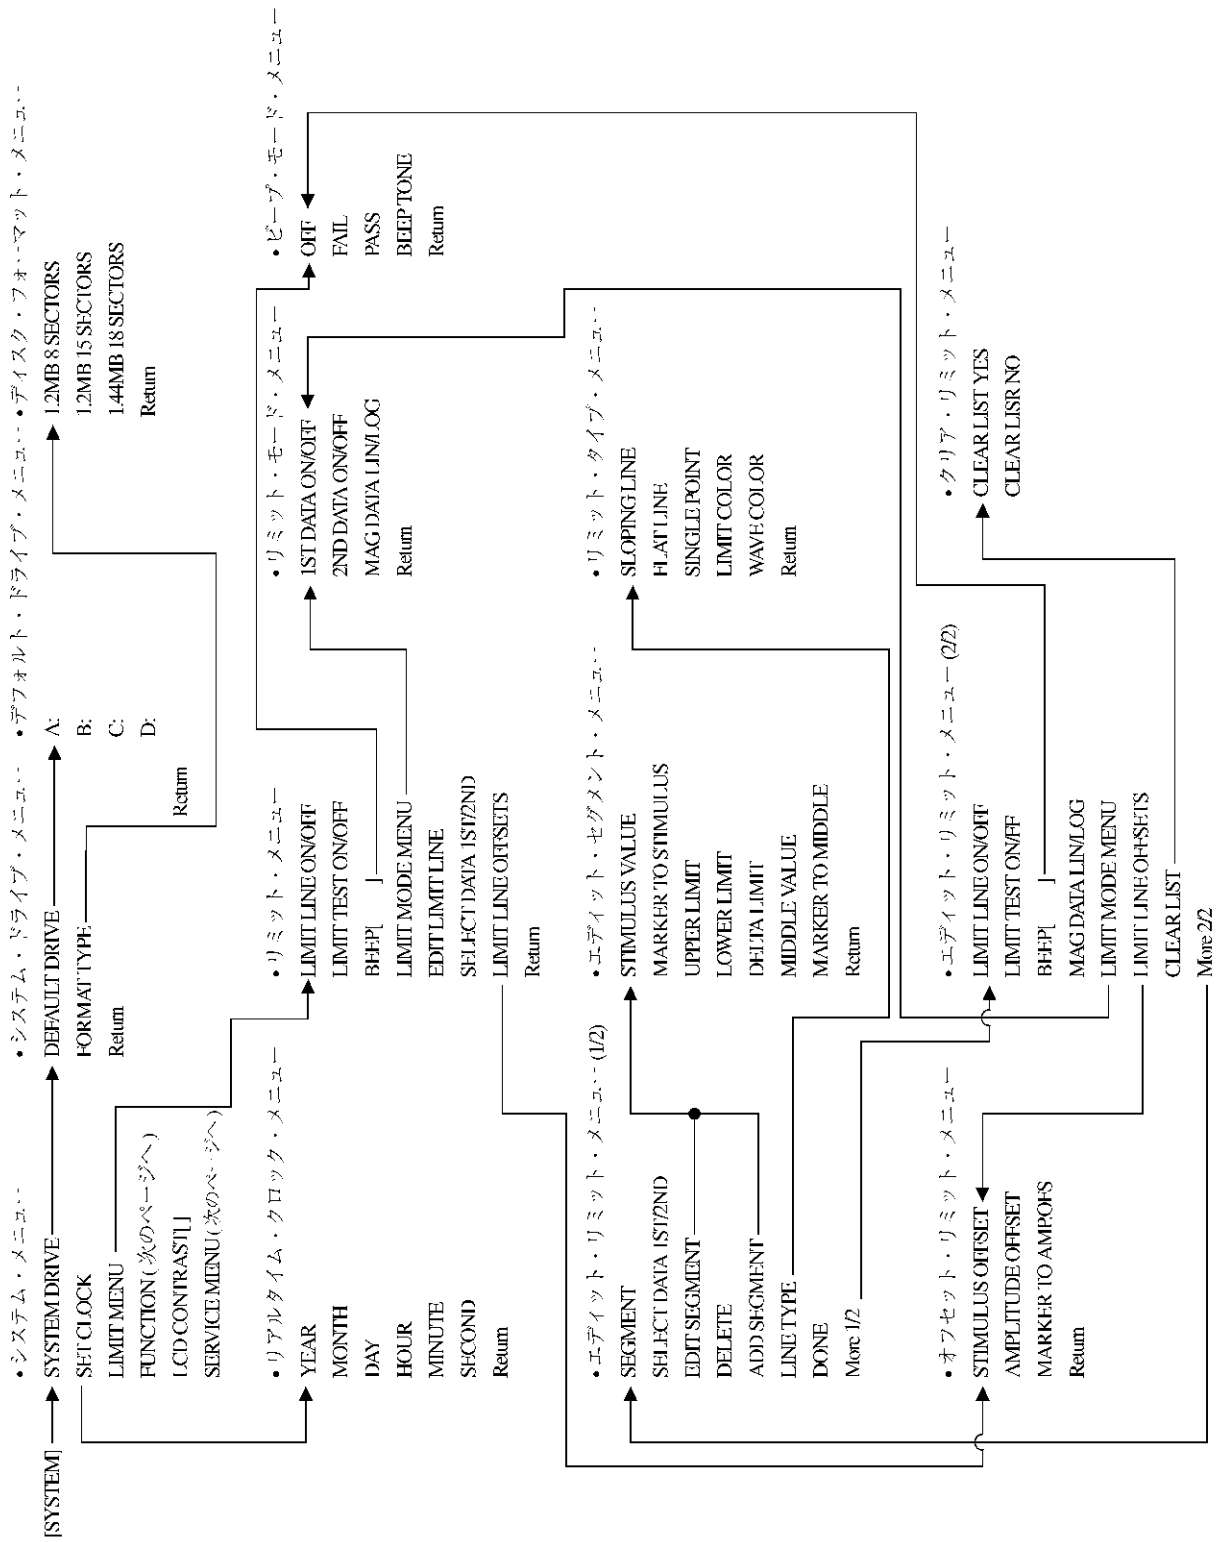 [SYSTEM]
・システム・メニュー
SYSTEM DRIVE
SET CLOCK
LIMIT MENU
FUNCTION (次のページへ)
LCD CONTRAST[ ]
SERVICE MENU (次のページへ)
・システム・ドライブ・メニュー
DEFAULT DRIVE
FORMAT TYPE
Return
・デフォルト・ドライブ・メニュー
A:
B:
C:
D:
Return
・ディスク・フォーマット・メニュー
1.2MB 8 SECTORS
1.2MB 15 SECTORS
1.44MB 18 SECTORS
Return
・リアルタイム・クロック・メニュー
YEAR
MONTH
DAY
HOUR
MINUTE
SECOND
Return
・リミット・メニュー
LIMIT LINE ON/OFF
LIMIT TEST ON/OFF
BEEP[ ]
LIMIT MODE MENU
EDIT LIMIT LINE
SELECT DATA 1ST/2ND
LIMIT LINE OFFSETS
Return
・リミット・モード・メニュー
1ST DATA ON/OFF
2ND DATA ON/OFF
MAG DATA LIN/LOG
Return
・ビープ・モード・メニュー
OFF
FAIL
PASS
BEEP TONE
Return
・エディット・リミット・メニュー (1/2)
SEGMENT
SELECT DATA 1ST/2ND
EDIT SEGMENT
DELETE
ADD SEGMENT
LINE TYPE
DONE
More 1/2
・エディット・セグメント・メニュー
STIMULUS VALUE
MARKER TO STIMULUS
UPPER LIMIT
LOWER LIMIT
DELTA LIMIT
MIDDLE VALUE
MARKER TO MIDDLE
Return
・リミット・タイプ・メニュー
SLOPING LINE
FLAT LINE
SINGLE POINT
LIMIT COLOR
WAVE COLOR
Return
・オフセット・リミット・メニュー
STIMULUS OFFSET
AMPLITUDE OFFSET
MARKER TO AMP.OFS
Return
・エディット・リミット・メニュー (2/2)
LIMIT LINE ON/OFF
LIMIT TEST ON/FF
BEEP[ ]
MAG DATA LIN/LOG
LIMIT MODE MENU
LIMIT LINE OFFSETS
CLEAR LIST
More 2/2
・クリア・リミット・メニュー
CLEAR LIST YES
CLEAR LISR NO